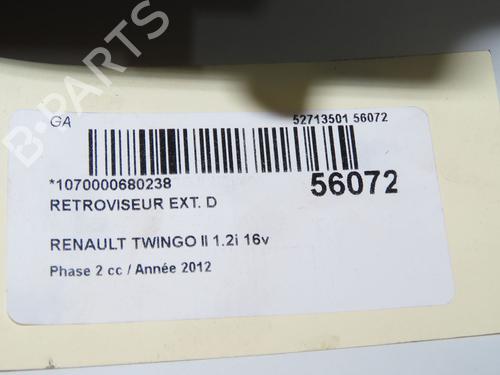 GA
52713501 56072
*1070000680238
56072
RETROVISEUR EXT. D
RENAULT TWINGO II 1.2i 16v
Phase 2 cc / Année 2012
B-PARTS